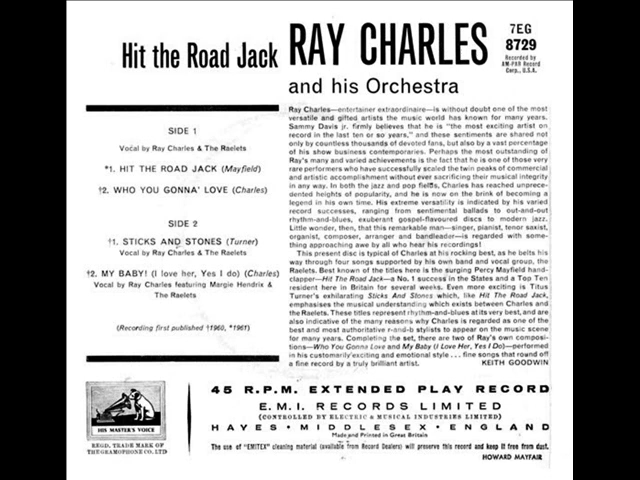 Hit the Road Jack RAY CHARLES
and his Orchestra
7EG
8729
Recorded by
AM-PAR Record
Corp., U.S.A.
SIDE 1
Vocal by Ray Charles & The Raelets
*1. HIT THE ROAD JACK (Mayfield)
†2. WHO YOU GONNA' LOVE (Charles)
SIDE 2
†1. STICKS AND STONES (Turner)
Vocal by Ray Charles & The Raelets
†2. MY BABY! (I love her, Yes I do) (Charles)
Vocal by Ray Charles featuring Margie Hendrix &
The Raelets
(Recording first published †1960, *1961)
Ray Charles—entertainer extraordinaire—is without doubt one of the most
versatile and gifted artists the music world has known for many years.
Sammy Davis jr. firmly believes that he is "the most exciting artist on
record in the last ten or so years," and these sentiments are shared not
only by countless thousands of devoted fans, but also by a vast percentage
of his show business contemporaries. Perhaps the most outstanding of
Ray's many and varied achievements is the fact that he is one of those very
rare performers who have successfully scaled the twin peaks of commercial
and artistic accomplishment without ever sacrificing their musical integrity
in any way. In both the jazz and pop fields, Charles has reached unprece-
dented heights of popularity, and he is now on the brink of becoming a
legend in his own time. His extreme versatility is indicated by his varied
record successes, ranging from sentimental ballads to out-and-out
rhythm-and-blues, exuberant gospel-flavoured discs to modern jazz.
Little wonder, then, that this remarkable man—singer, pianist, tenor saxist,
organist, composer, arranger and bandleader—is regarded with some-
thing approaching awe by all who hear his recordings!
This present disc is typical of Charles at his rocking best, as he belts his
way through four songs supported by his own band and vocal group, the
Raelets. Best known of the titles here is the surging Percy Mayfield hand-
clapper—Hit The Road Jack—a No. 1 success in the States and a Top Ten
resident here in Britain for several weeks. Even more exciting is Titus
Turner's exhilarating Sticks And Stones which, like Hit The Road Jack,
emphasises the musical understanding which exists between Charles and
the Raelets. These titles represent rhythm-and-blues at its very best, and are
also indicative of the many reasons why Charles is regarded as one of the
best and most authoritative r-and-b stylists to appear on the music scene
for many years. Completing the set, there are two of Ray's own composi-
tions—Who You Gonna Love and My Baby (I Love Her, Yes I Do)—performed
in his customarily exciting and emotional style . . . fine songs that round off
a fine record by a truly brilliant artist.
KEITH GOODWIN
HIS MASTER'S VOICE
REGD. TRADE MARK OF
THE GRAMOPHONE CO. LTD
45 R.P.M. EXTENDED PLAY RECORD
E.M.I. RECORDS LIMITED
(CONTROLLED BY ELECTRIC & MUSICAL INDUSTRIES LIMITED)
HAYES • MIDDLESEX • ENGLAND
Made and Printed in Great Britain
The use of "EMITEX" cleaning material (available from Record Dealers) will preserve this record and keep it free from dust.
HOWARD MAYFAIR